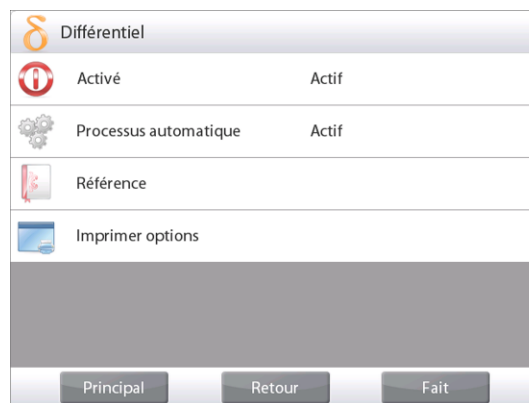 δ Différentiel
Activé Actif
Processus automatique Actif
Référence
Imprimer options
Principal Retour Fait